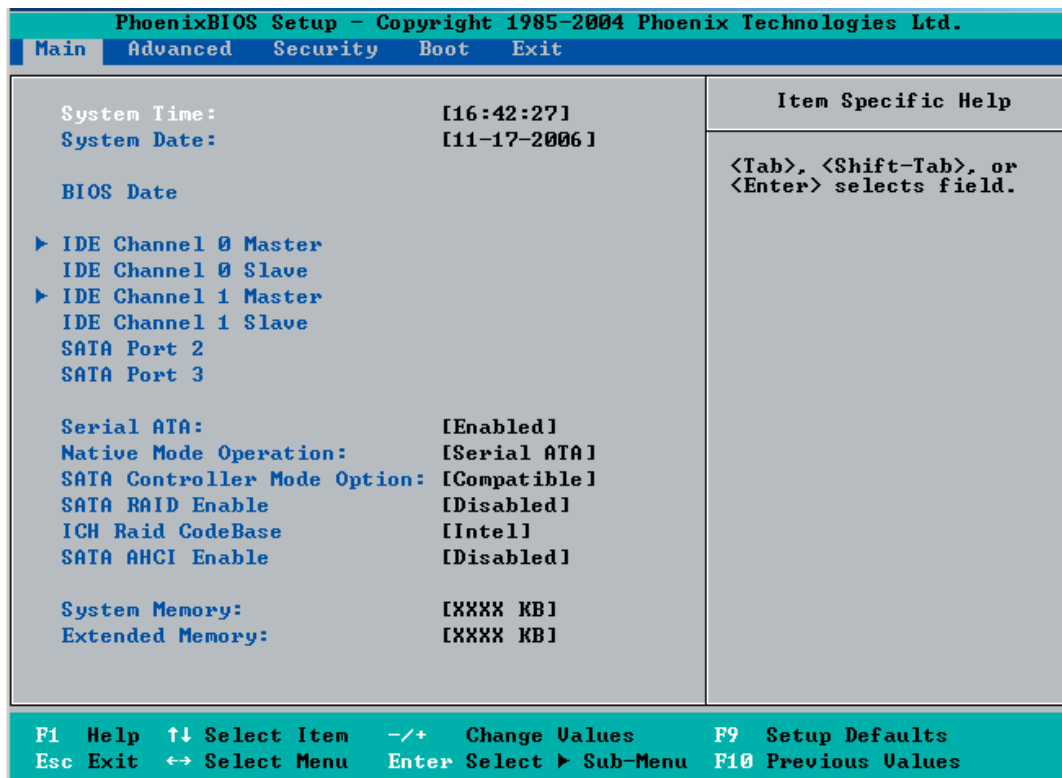 PhoenixBIOS Setup - Copyright 1985-2004 Phoenix Technologies Ltd.
Main Advanced Security Boot Exit
System Time: [16:42:27]
System Date: [11-17-2006]
BIOS Date
▶ IDE Channel 0 Master
IDE Channel 0 Slave
▶ IDE Channel 1 Master
IDE Channel 1 Slave
SATA Port 2
SATA Port 3
Serial ATA: [Enabled]
Native Mode Operation: [Serial ATA]
SATA Controller Mode Option: [Compatible]
SATA RAID Enable [Disabled]
ICH Raid CodeBase [Intel]
SATA AHCI Enable [Disabled]
System Memory: [XXXX KB]
Extended Memory: [XXXX KB]
Item Specific Help
<Tab>, <Shift-Tab>, or
<Enter> selects field.
F1 Help ↑↓ Select Item -/+ Change Values F9 Setup Defaults
Esc Exit ↔ Select Menu Enter Select ▶ Sub-Menu F10 Previous Values